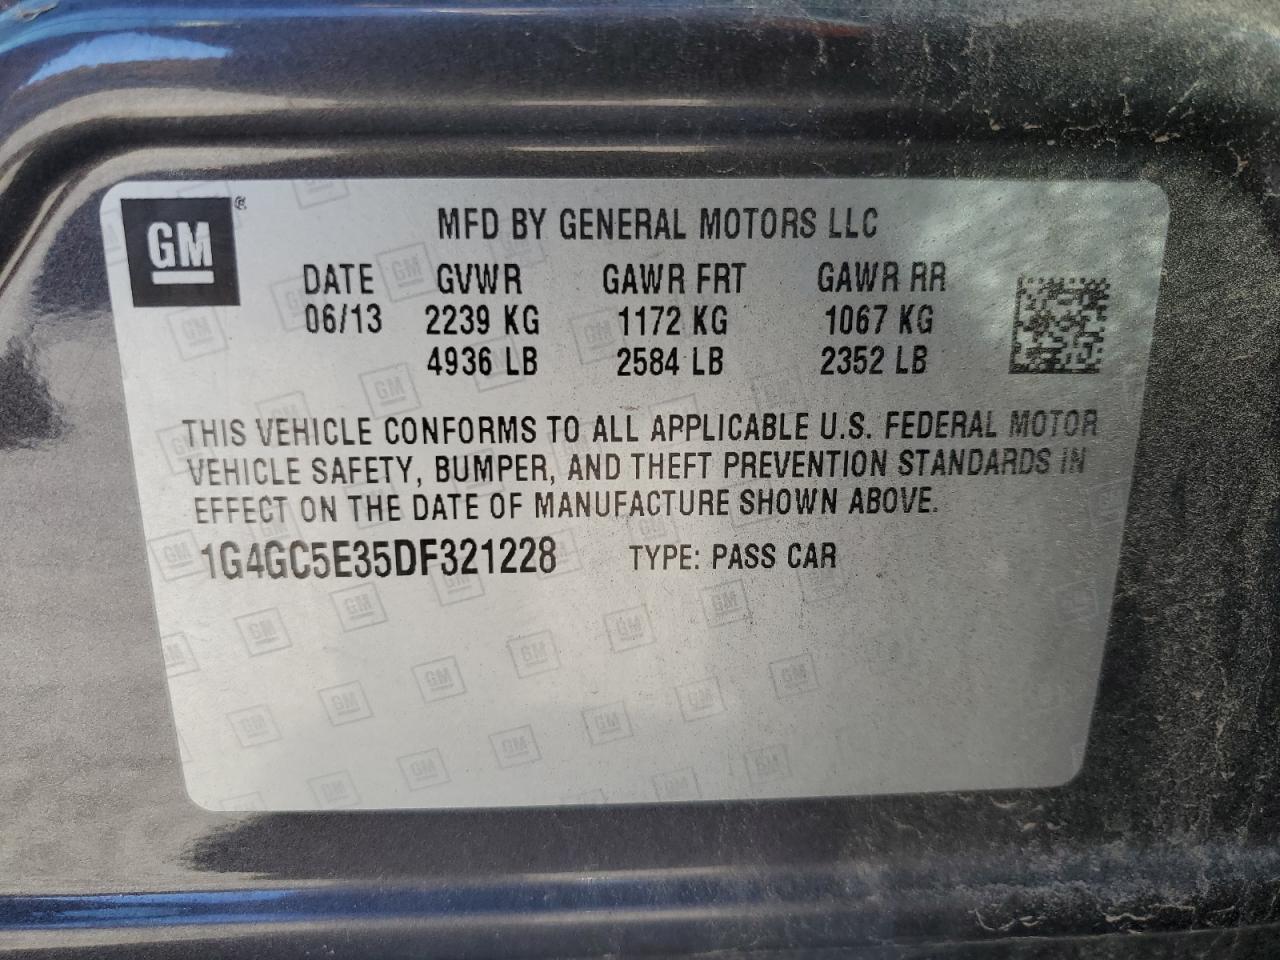 GM
MFD BY GENERAL MOTORS LLC
DATE GVWR GAWR FRT GAWR RR
06/13 2239 KG 1172 KG 1067 KG
4936 LB 2584 LB 2352 LB
THIS VEHICLE CONFORMS TO ALL APPLICABLE U.S. FEDERAL MOTOR
VEHICLE SAFETY, BUMPER, AND THEFT PREVENTION STANDARDS IN
EFFECT ON THE DATE OF MANUFACTURE SHOWN ABOVE.
1G4GC5E35DF321228 TYPE: PASS CAR